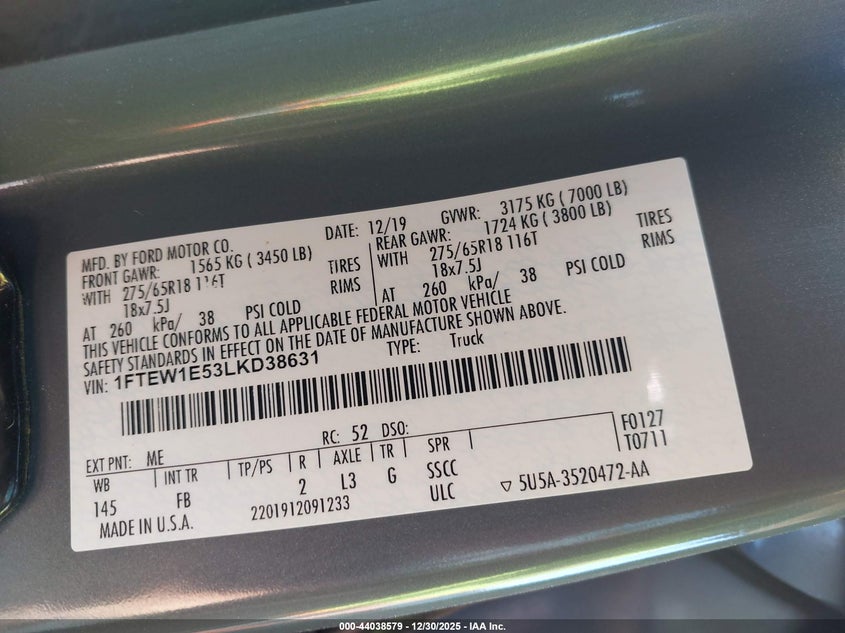 MFD. BY FORD MOTOR CO. DATE: 12/19 GVWR: 3175 KG ( 7000 LB)
FRONT GAWR: 1565 KG ( 3450 LB) REAR GAWR: 1724 KG ( 3800 LB)
WITH 275/65R18 116T TIRES WITH 275/65R18 116T TIRES
18x7.5J RIMS 18x7.5J RIMS
AT 260 kPa/ 38 PSI COLD AT 260 kPa/ 38 PSI COLD
THIS VEHICLE CONFORMS TO ALL APPLICABLE FEDERAL MOTOR VEHICLE
SAFETY STANDARDS IN EFFECT ON THE DATE OF MANUFACTURE SHOWN ABOVE.
VIN: 1FTEW1E53LKD38631 TYPE: Truck
EXT PNT: ME RC: 52 DSO: F0127
T0711
WB INT TR TP/PS R AXLE TR SPR
145 FB 2 L3 G SSCC
ULC
MADE IN U.S.A. 2201912091233 ▽ 5U5A-3520472-AA
000-44038579 - 12/30/2025 - IAA Inc.